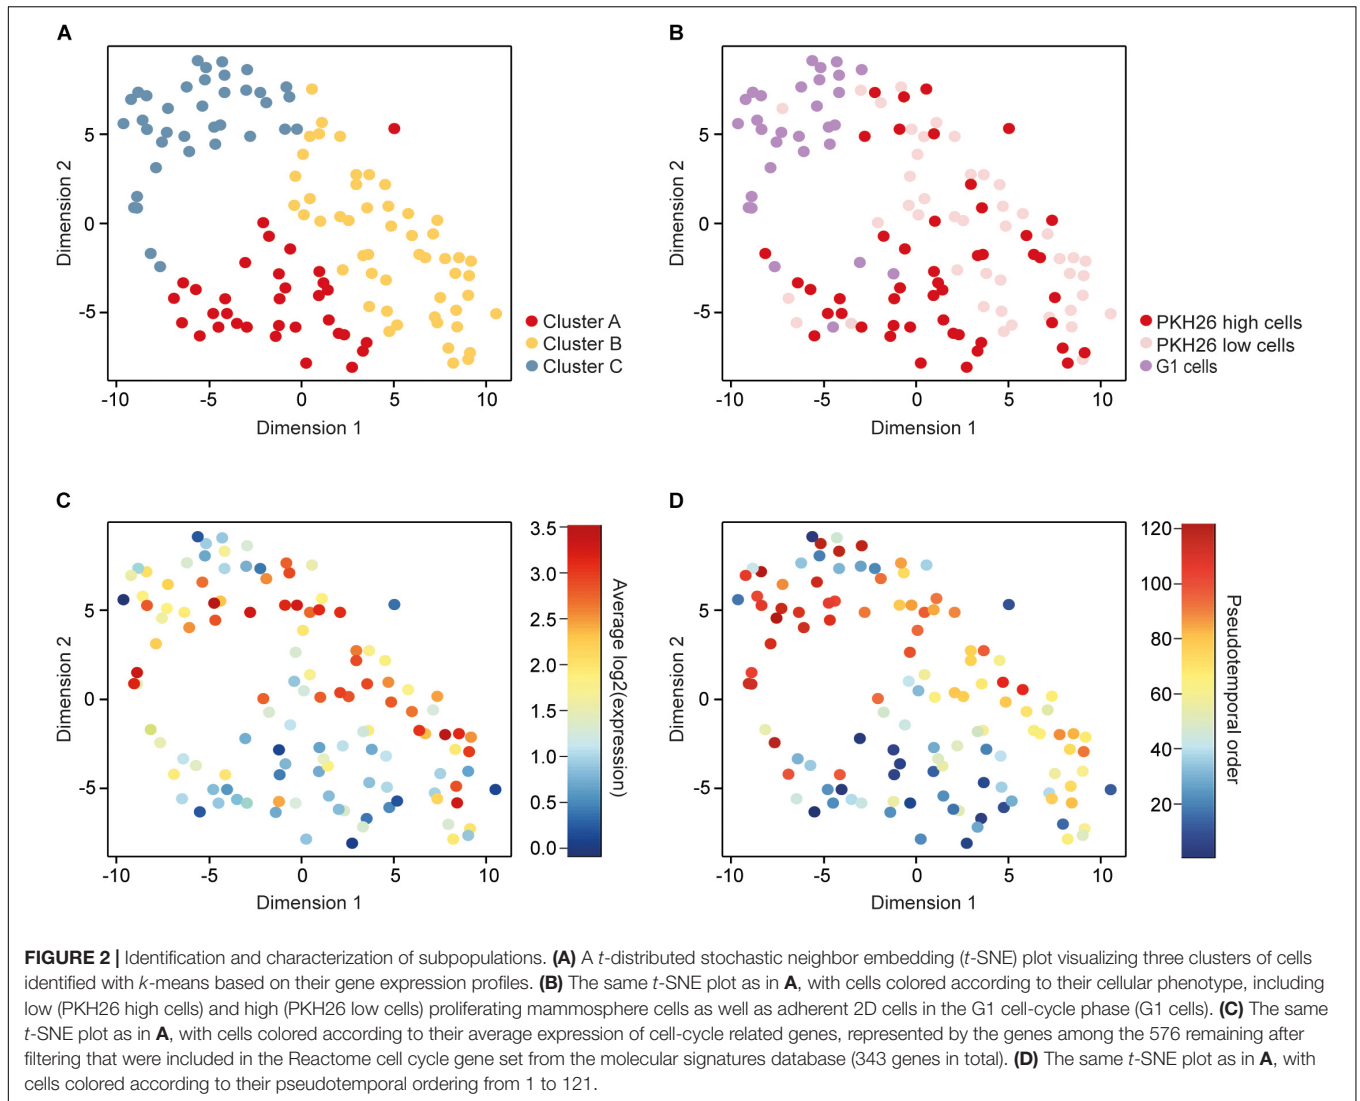 A
B
5
0
-5
-10
-5
0
5
10
Dimension 1
Dimension 2
Cluster A
Cluster B
Cluster C
5
0
-5
-10
-5
0
5
10
Dimension 1
Dimension 2
PKH26 high cells
PKH26 low cells
G1 cells
C
D
5
0
-5
-10
-5
0
5
10
Dimension 1
Dimension 2
3.5
3.0
2.5
2.0
1.5
1.0
0.5
0.0
Average log2(expression)
5
0
-5
-10
-5
0
5
10
Dimension 1
Dimension 2
120
100
80
60
40
20
Pseudotemporal order
FIGURE 2 | Identification and characterization of subpopulations. (A) A t-distributed stochastic neighbor embedding (t-SNE) plot visualizing three clusters of cells
identified with k-means based on their gene expression profiles. (B) The same t-SNE plot as in A, with cells colored according to their cellular phenotype, including
low (PKH26 high cells) and high (PKH26 low cells) proliferating mammosphere cells as well as adherent 2D cells in the G1 cell-cycle phase (G1 cells). (C) The same
t-SNE plot as in A, with cells colored according to their average expression of cell-cycle related genes, represented by the genes among the 576 remaining after
filtering that were included in the Reactome cell cycle gene set from the molecular signatures database (343 genes in total). (D) The same t-SNE plot as in A, with
cells colored according to their pseudotemporal ordering from 1 to 121.